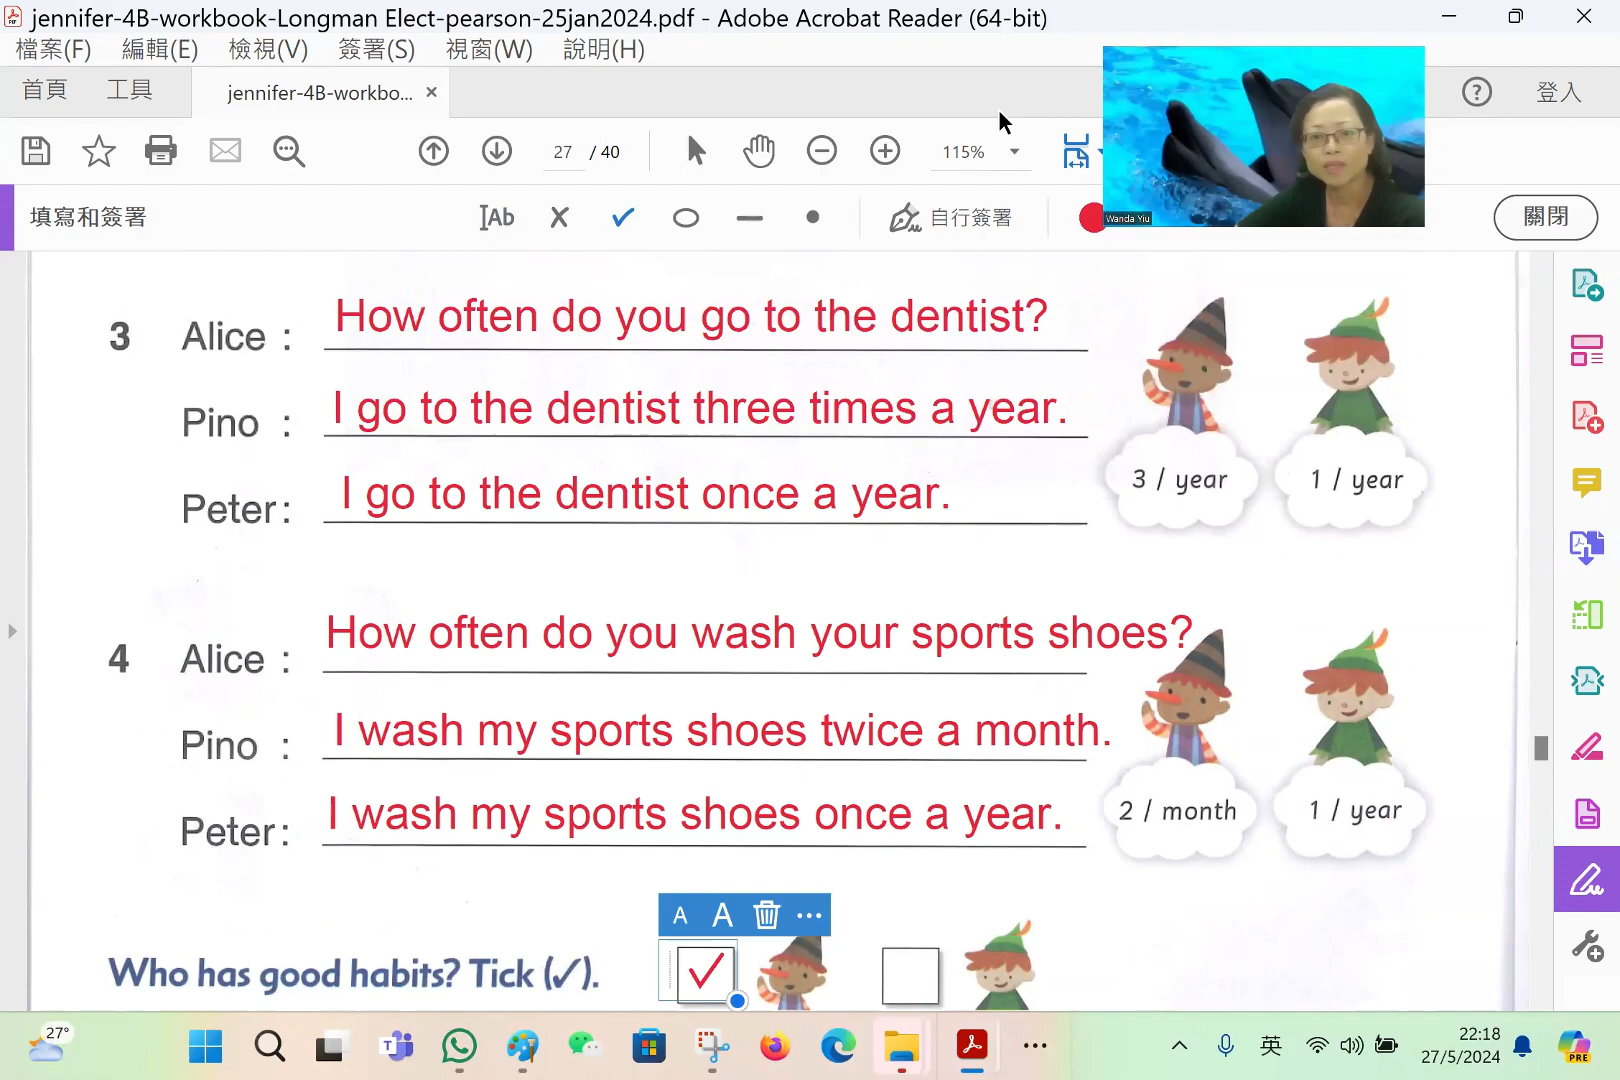 jennifer-4B-workbook-Longman Elect-pearson-25jan2024.pdf - Adobe Acrobat Reader (64-bit)
檔案(F) 編輯(E) 檢視(V) 簽署(S) 視窗(W) 說明(H)
首頁 工具 jennifer-4B-workbo... × ? 登入
27 / 40 115%
填寫和簽署 IAb 自行簽署 關閉
Wanda Yiu
3 Alice : How often do you go to the dentist?
Pino : I go to the dentist three times a year.
Peter: I go to the dentist once a year.
3 / year 1 / year
4 Alice : How often do you wash your sports shoes?
Pino : I wash my sports shoes twice a month.
Peter: I wash my sports shoes once a year.
2 / month 1 / year
A A ...
Who has good habits? Tick (✓). ✓
27° 英 22:18
27/5/2024
PRE